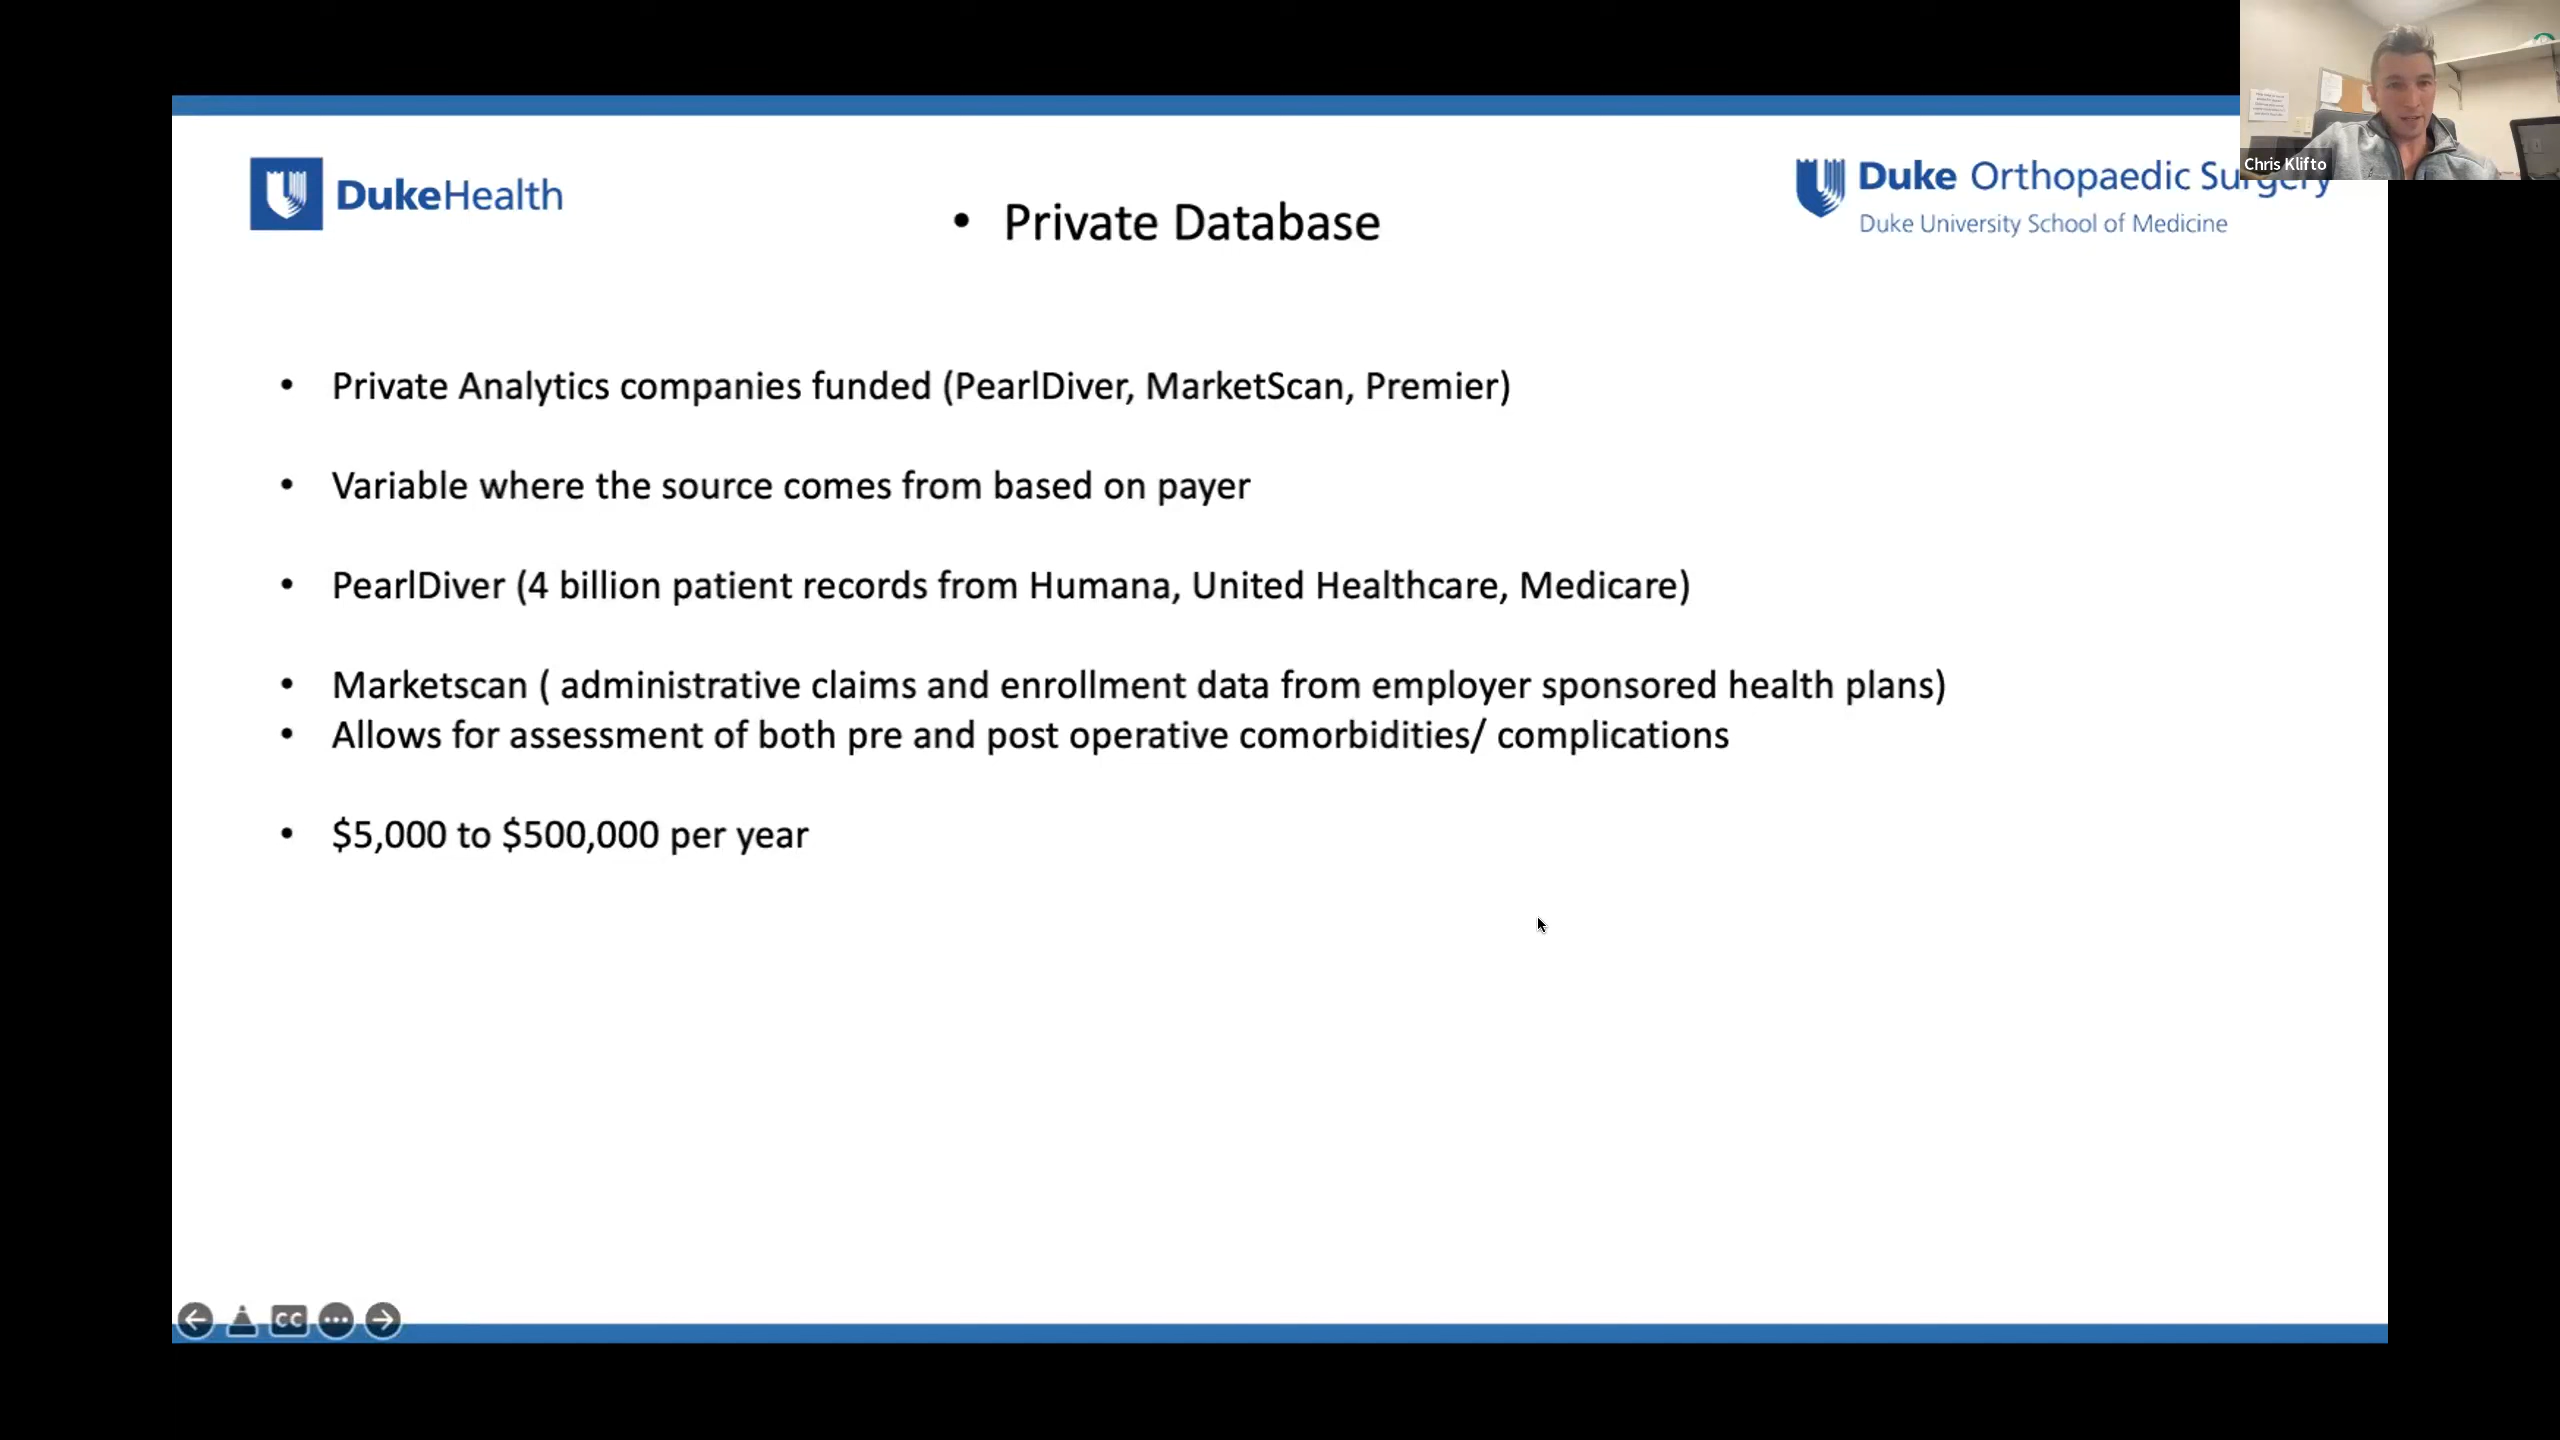 Chris Klifto
DukeHealth
Duke Orthopaedic Surgery
Duke University School of Medicine
• Private Database
• Private Analytics companies funded (PearlDiver, MarketScan, Premier)
• Variable where the source comes from based on payer
• PearlDiver (4 billion patient records from Humana, United Healthcare, Medicare)
• Marketscan ( administrative claims and enrollment data from employer sponsored health plans)
• Allows for assessment of both pre and post operative comorbidities/ complications
• $5,000 to $500,000 per year
CC